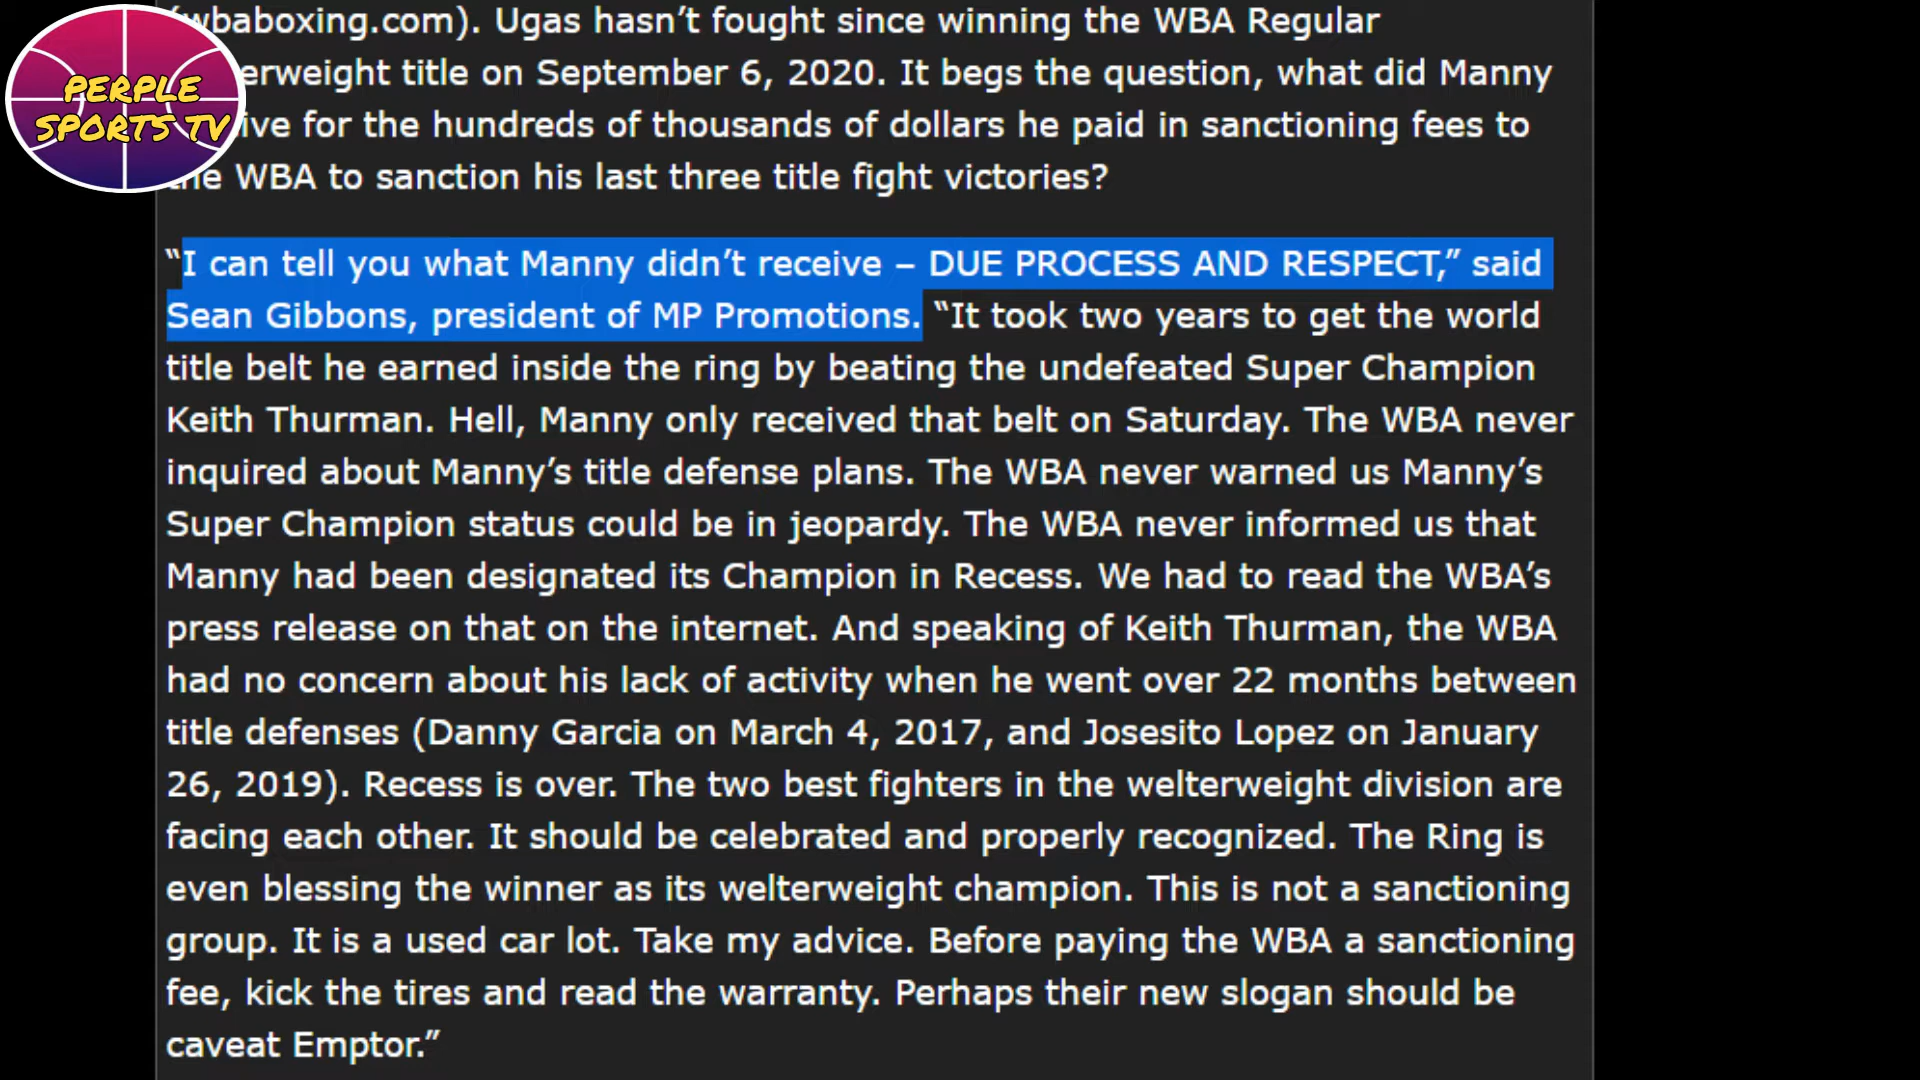 (wbaboxing.com). Ugas hasn’t fought since winning the WBA Regular
PERPLE
SPORTS TV
erweight title on September 6, 2020. It begs the question, what did Manny
ive for the hundreds of thousands of dollars he paid in sanctioning fees to
the WBA to sanction his last three title fight victories?
“I can tell you what Manny didn’t receive – DUE PROCESS AND RESPECT,” said
Sean Gibbons, president of MP Promotions. “It took two years to get the world
title belt he earned inside the ring by beating the undefeated Super Champion
Keith Thurman. Hell, Manny only received that belt on Saturday. The WBA never
inquired about Manny’s title defense plans. The WBA never warned us Manny’s
Super Champion status could be in jeopardy. The WBA never informed us that
Manny had been designated its Champion in Recess. We had to read the WBA’s
press release on that on the internet. And speaking of Keith Thurman, the WBA
had no concern about his lack of activity when he went over 22 months between
title defenses (Danny Garcia on March 4, 2017, and Josesito Lopez on January
26, 2019). Recess is over. The two best fighters in the welterweight division are
facing each other. It should be celebrated and properly recognized. The Ring is
even blessing the winner as its welterweight champion. This is not a sanctioning
group. It is a used car lot. Take my advice. Before paying the WBA a sanctioning
fee, kick the tires and read the warranty. Perhaps their new slogan should be
caveat Emptor.”